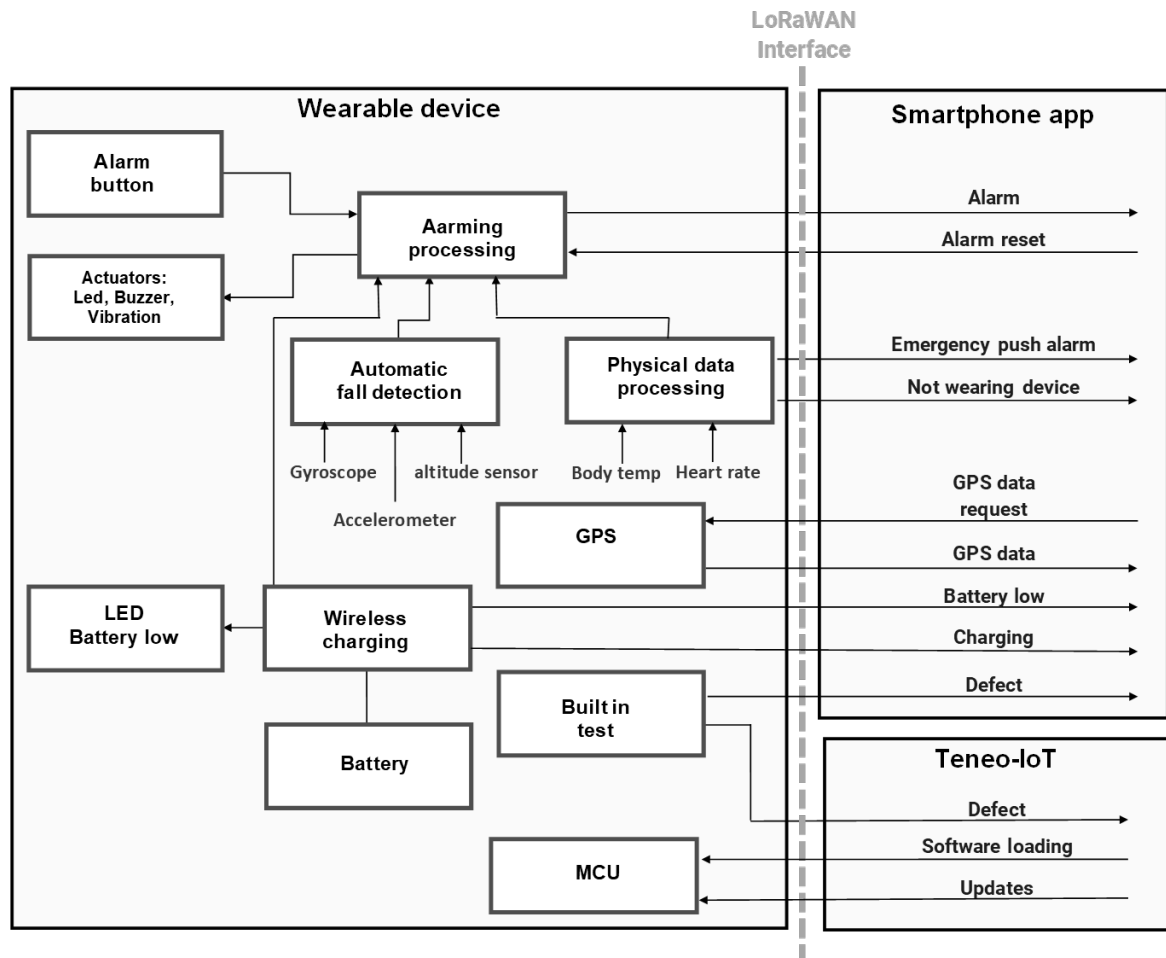 LoRaWAN
Interface
Wearable device
Smartphone app
Alarm
button
Aarming
processing
Alarm
Alarm reset
Actuators:
Led, Buzzer,
Vibration
Automatic
fall detection
Physical data
processing
Emergency push alarm
Not wearing device
Gyroscope
altitude sensor
Body temp
Heart rate
Accelerometer
GPS
GPS data
request
GPS data
LED
Battery low
Wireless
charging
Battery low
Charging
Built in
test
Defect
Battery
Teneo-IoT
Defect
MCU
Software loading
Updates